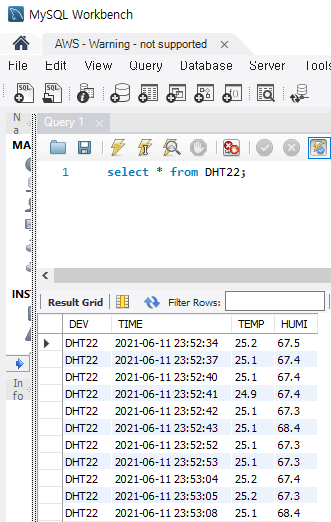 MySQL Workbench
AWS - Warning - not supported ×
File Edit View Query Database Server Tools
Na
Query 1 ×
MA
1 select * from DHT22;
INS
Result Grid Filter Rows:
DEV TIME TEMP HUMI
DHT22 2021-06-11 23:52:34 25.2 67.5
DHT22 2021-06-11 23:52:37 25.1 67.4
DHT22 2021-06-11 23:52:40 25.1 67.4
DHT22 2021-06-11 23:52:41 24.9 67.4
DHT22 2021-06-11 23:52:42 25.1 67.3
DHT22 2021-06-11 23:52:43 25.1 68.4
DHT22 2021-06-11 23:52:52 25.1 67.3
DHT22 2021-06-11 23:52:53 25.1 67.3
DHT22 2021-06-11 23:53:04 25.2 67.4
DHT22 2021-06-11 23:53:05 25.2 67.3
DHT22 2021-06-11 23:53:08 25.1 68.4
Info